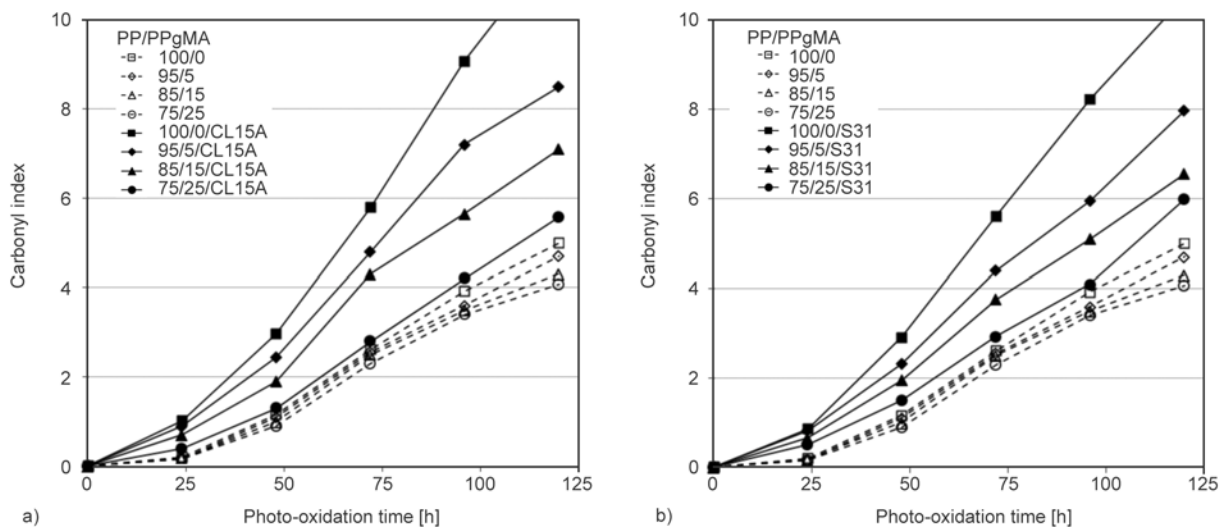 10
8
6
4
2
0
Carbonyl index
PP/PPgMA
100/0
95/5
85/15
75/25
100/0/CL15A
95/5/CL15A
85/15/CL15A
75/25/CL15A
0 25 50 75 100 125
a) Photo-oxidation time [h]
10
8
6
4
2
0
Carbonyl index
PP/PPgMA
100/0
95/5
85/15
75/25
100/0/S31
95/5/S31
85/15/S31
75/25/S31
0 25 50 75 100 125
b) Photo-oxidation time [h]